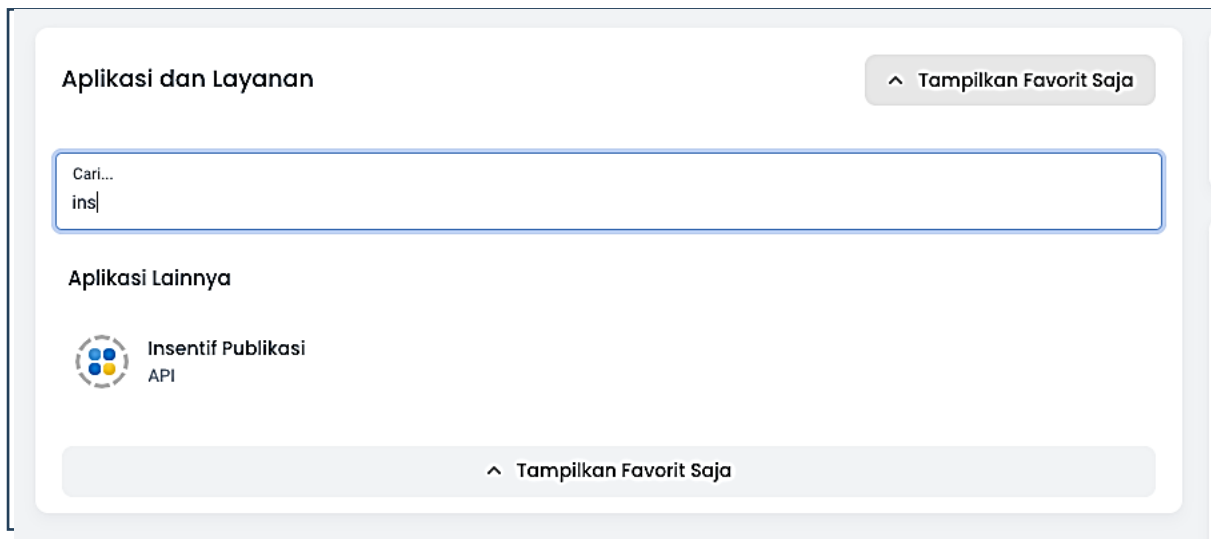 Aplikasi dan Layanan
Tampilkan Favorit Saja
Cari...
ins
Aplikasi Lainnya
Insentif Publikasi
API
Tampilkan Favorit Saja